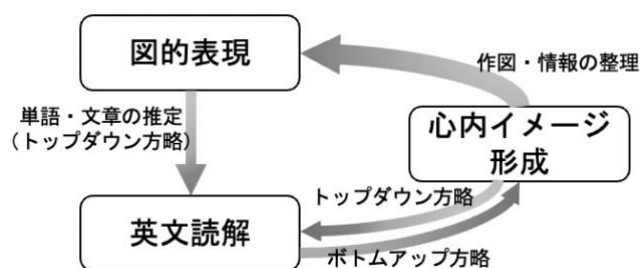 図的表現
作図・情報の整理
単語・文章の推定
（トップダウン方略）
心内イメージ
形成
トップダウン方略
英文読解
ボトムアップ方略